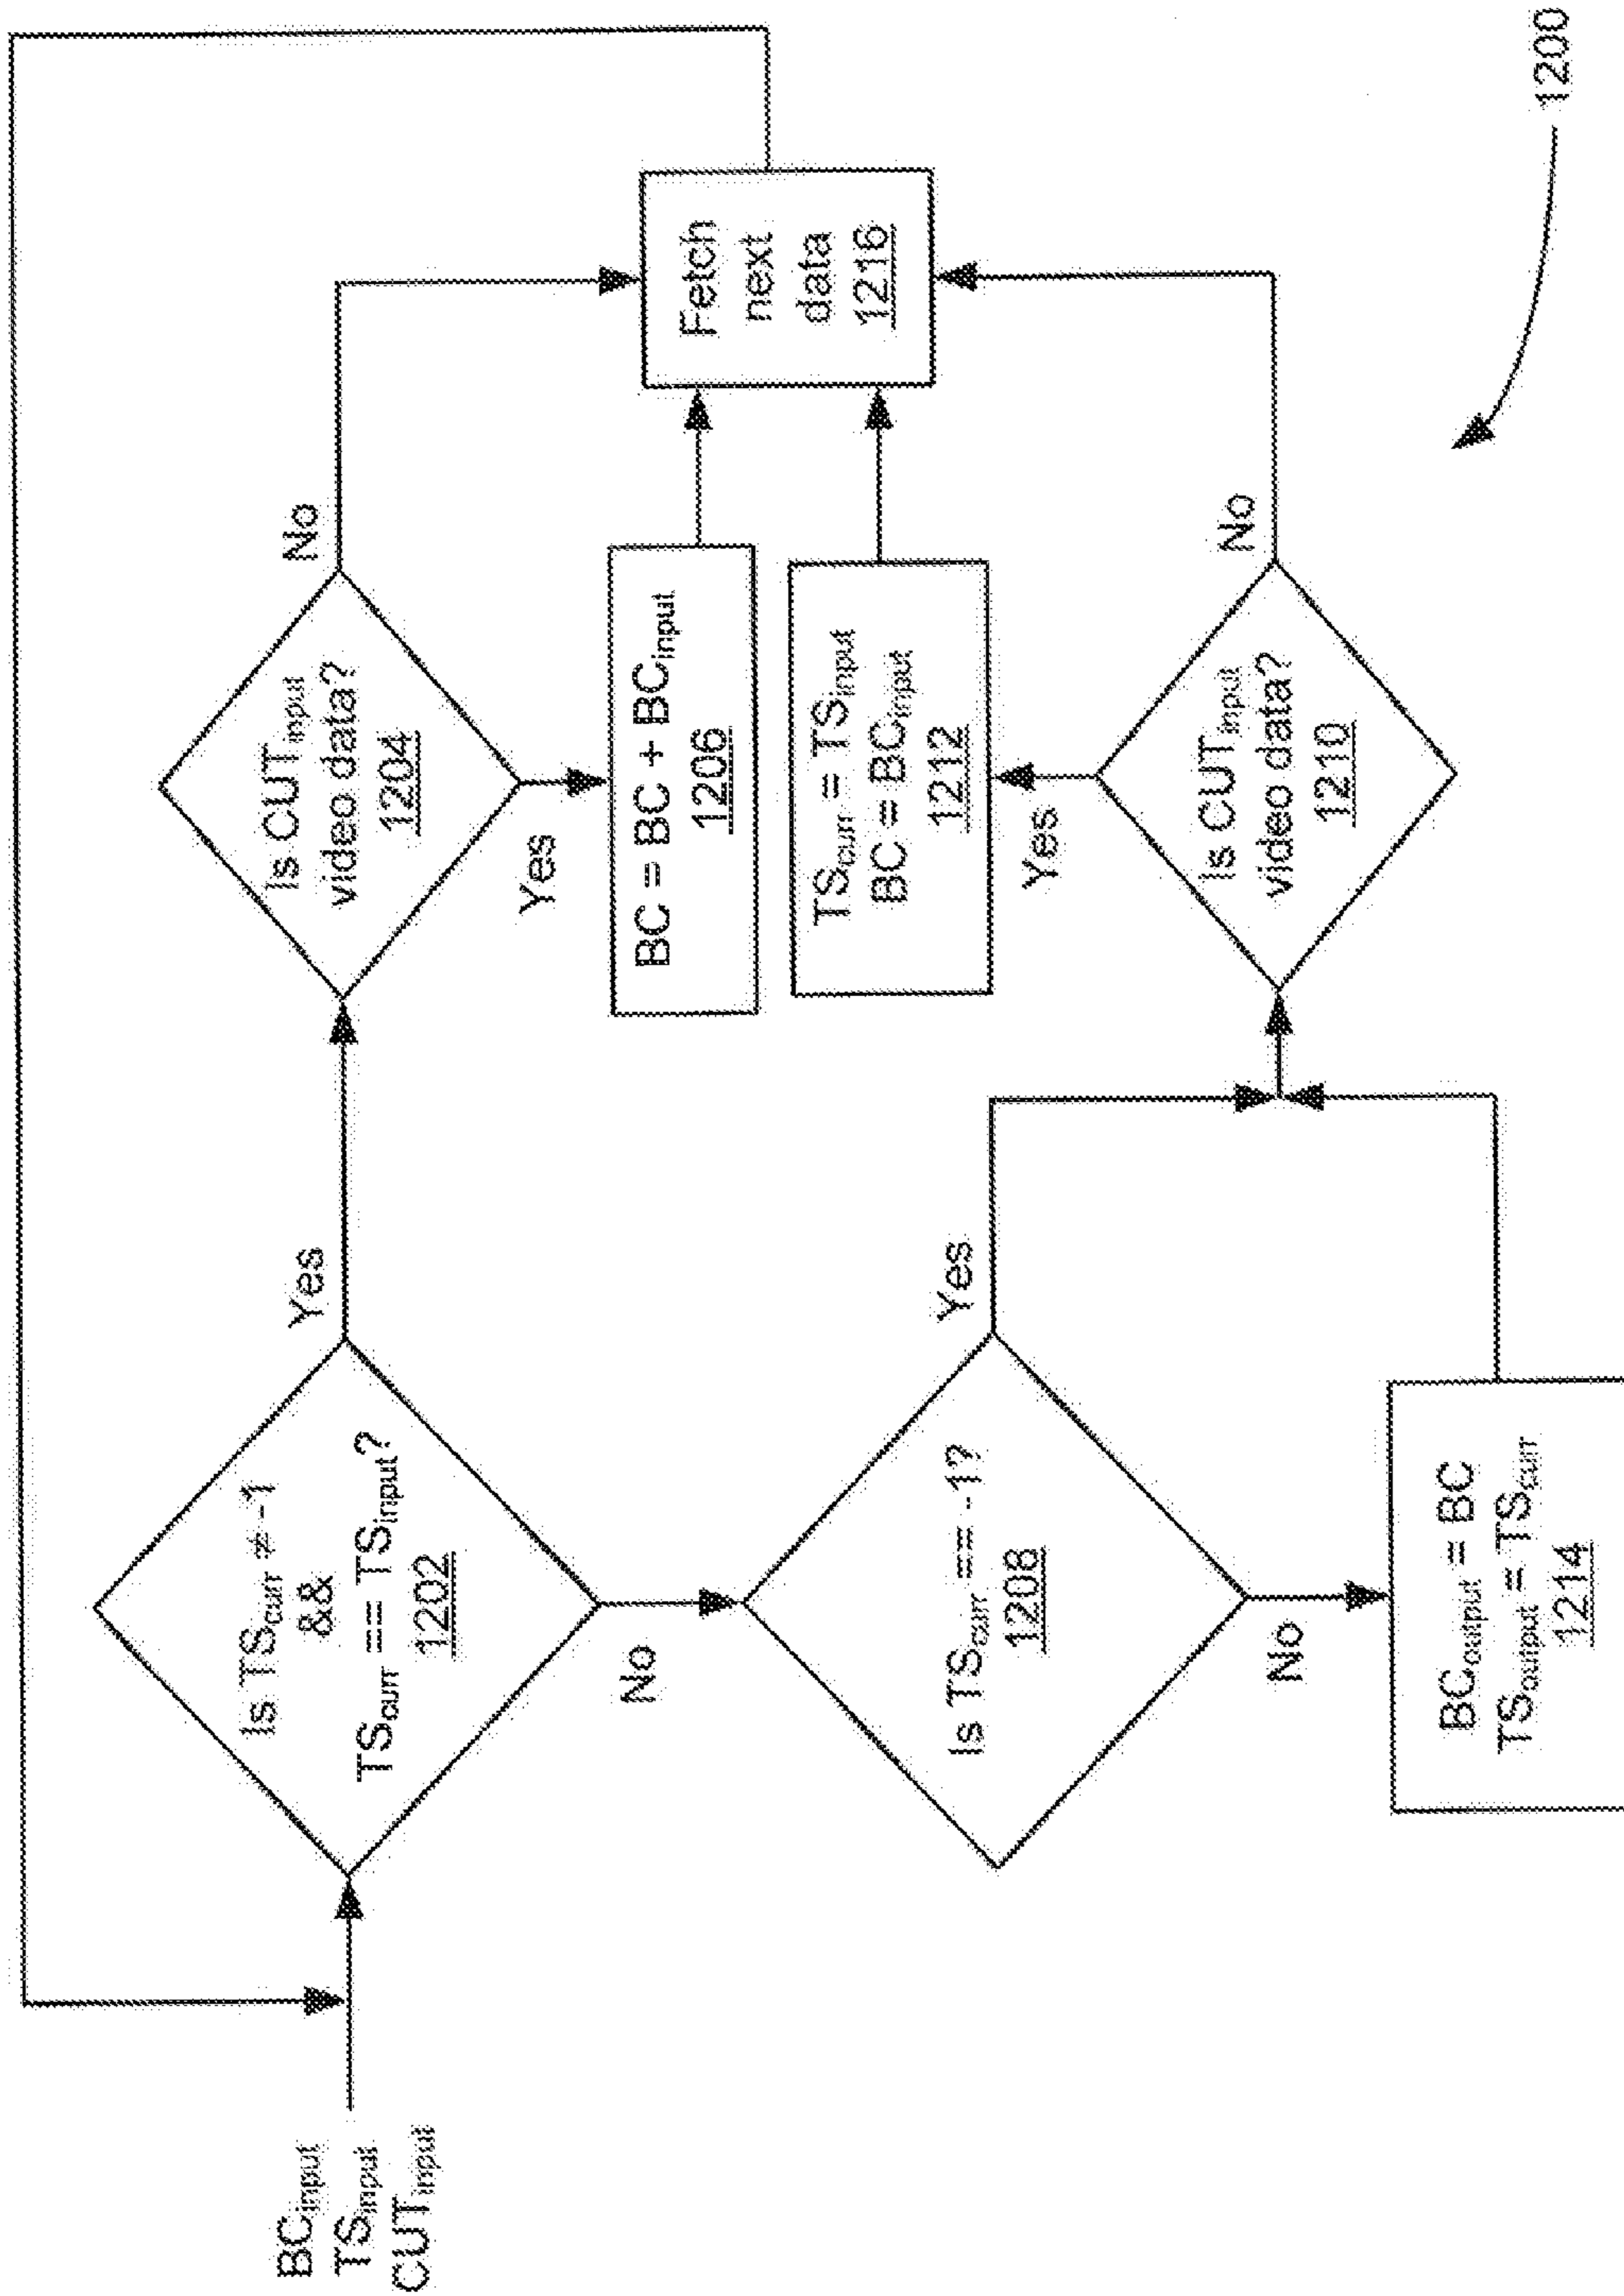 BCinput
TSinput
CUTinput
Is TScurr ≠ -1
&&
TScurr == TSinput?
1202
Yes
No
Is CUTinput
video data?
1204
No
Yes
BC = BC + BCinput
1206
Is TScurr == -1?
1208
Yes
No
TScurr = TSinput
BC = BCinput
1212
Yes
Is CUTinput
video data?
1210
No
BCoutput = BC
TSoutput = TScurr
1214
Fetch
next
data
1216
1200